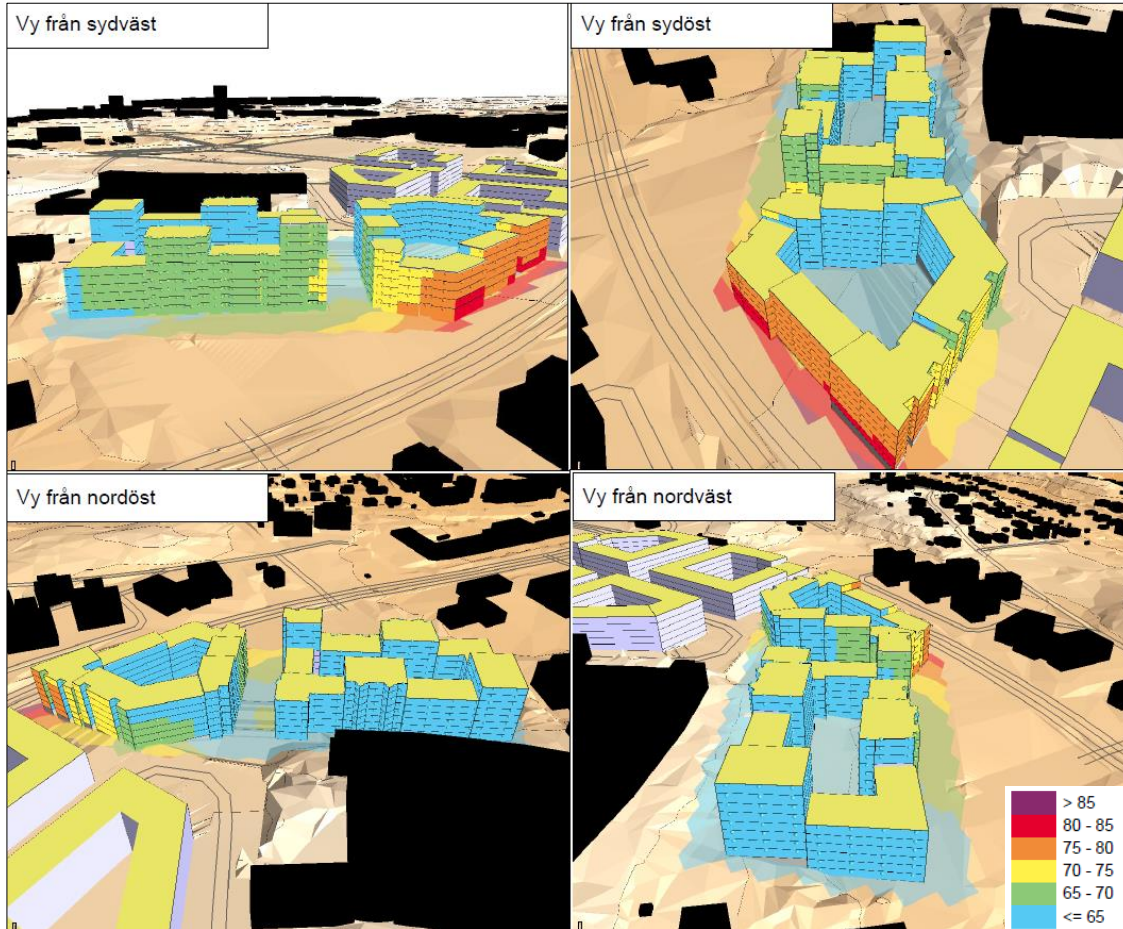 Vy från sydväst
Vy från sydöst
Vy från nordöst
Vy från nordväst
> 85
80 - 85
75 - 80
70 - 75
65 - 70
<= 65